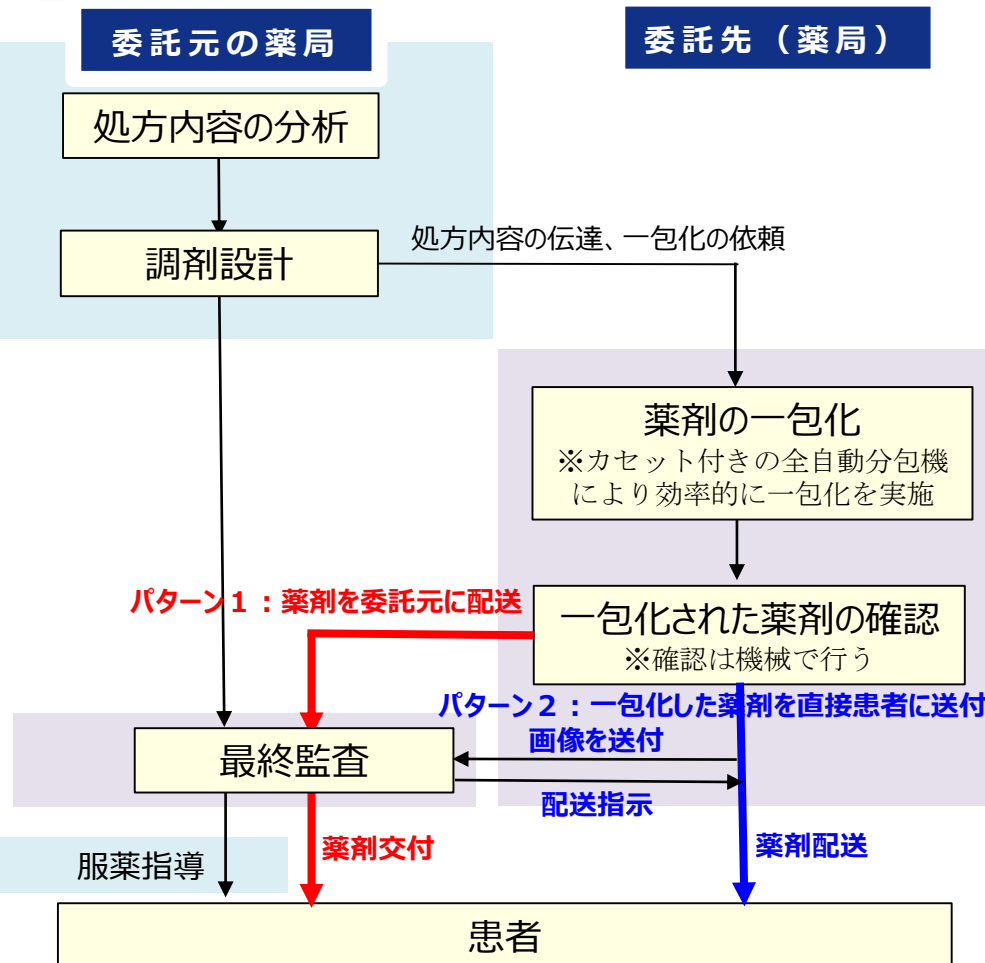 委託元の薬局
委託先（薬局）
処方内容の分析
調剤設計
処方内容の伝達、一包化の依頼
薬剤の一包化
※カセット付きの全自動分包機
により効率的に一包化を実施
パターン１：薬剤を委託元に配送
一包化された薬剤の確認
※確認は機械で行う
パターン２：一包化した薬剤を直接患者に送付
画像を送付
最終監査
配送指示
薬剤交付
薬剤配送
服薬指導
患者